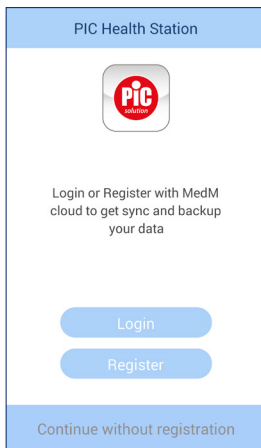 PIC Health Station
PiC
solution
Login or Register with MedM
cloud to get sync and backup
your data
Login
Register
Continue without registration